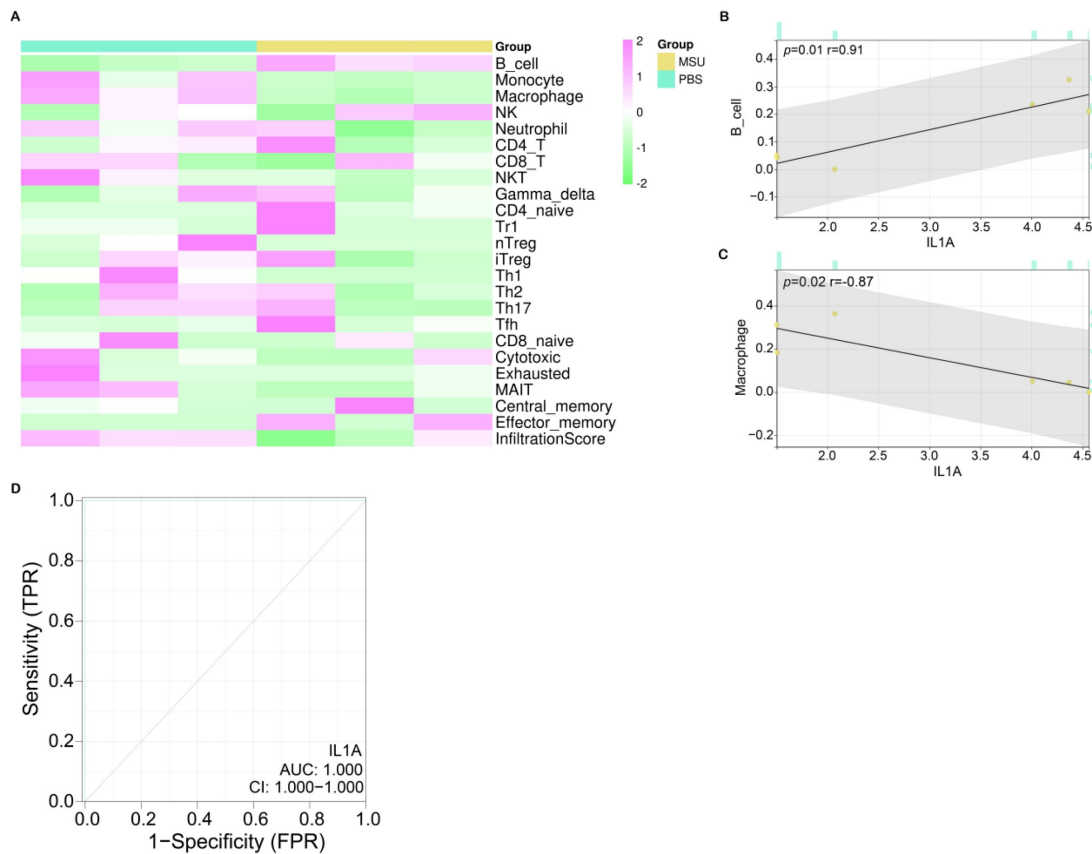 A
Group
B_cell
Monocyte
Macrophage
NK
Neutrophil
CD4_T
CD8_T
NKT
Gamma_delta
CD4_naive
Tr1
nTreg
iTreg
Th1
Th2
Th17
Tfh
CD8_naive
Cytotoxic
Exhausted
MAIT
Central_memory
Effector_memory
InfiltrationScore
2
1
0
-1
-2
Group
MSU
PBS
B
p=0.01 r=0.91
B_cell
0.4
0.3
0.2
0.1
0.0
−0.1
2.0 2.5 3.0 3.5 4.0 4.5
IL1A
C
p=0.02 r=-0.87
Macrophage
0.4
0.2
0.0
−0.2
2.0 2.5 3.0 3.5 4.0 4.5
IL1A
D
Sensitivity (TPR)
1.0
0.8
0.6
0.4
0.2
0.0
IL1A
AUC: 1.000
CI: 1.000−1.000
0.0 0.2 0.4 0.6 0.8 1.0
1−Specificity (FPR)